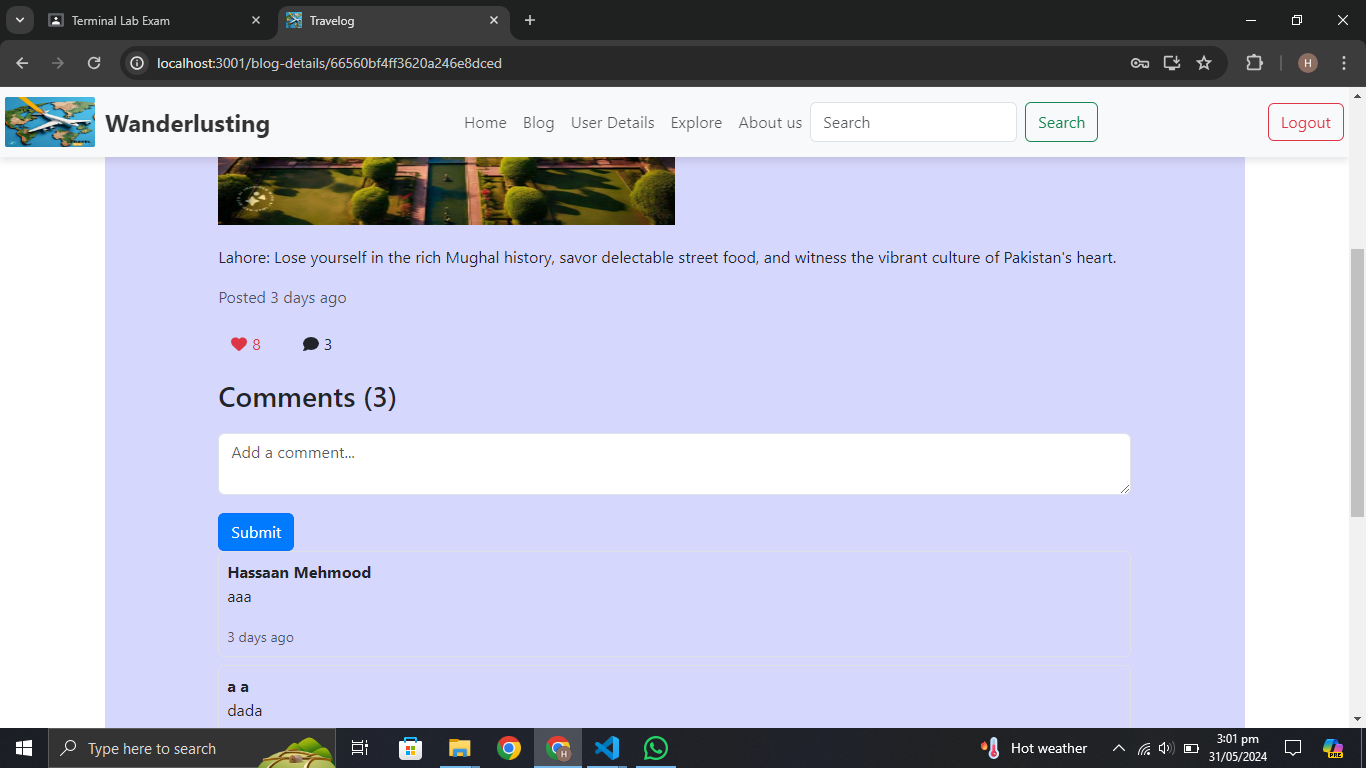 Terminal Lab Exam
Travelog
localhost:3001/blog-details/66560bf4ff3620a246e8dced
H
Wanderlusting
Home Blog User Details Explore About us Search Search Logout
Lahore: Lose yourself in the rich Mughal history, savor delectable street food, and witness the vibrant culture of Pakistan's heart.
Posted 3 days ago
8 3
Comments (3)
Add a comment...
Submit
Hassaan Mehmood
aaa
3 days ago
a a
dada
Type here to search
H
Hot weather
3:01 pm
31/05/2024
PRE